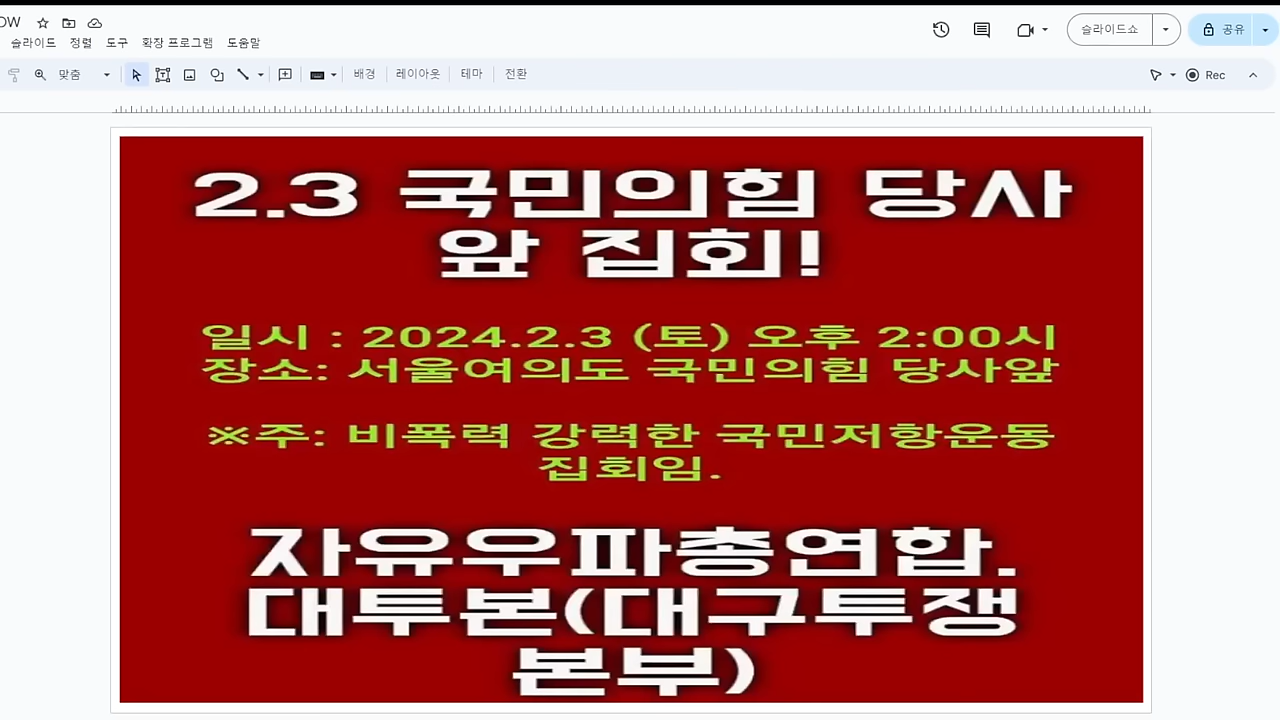 OW
슬라이드 정렬 도구 확장 프로그램 도움말
슬라이드쇼
공유
맞춤
배경 레이아웃 테마 전환
Rec
2.3 국민의힘 당사
앞 집회!
일시 : 2024.2.3 (토) 오후 2:00시
장소: 서울여의도 국민의힘 당사앞
※주: 비폭력 강력한 국민저항운동
집회임.
자유우파총연합.
대투본(대구투쟁
본부)